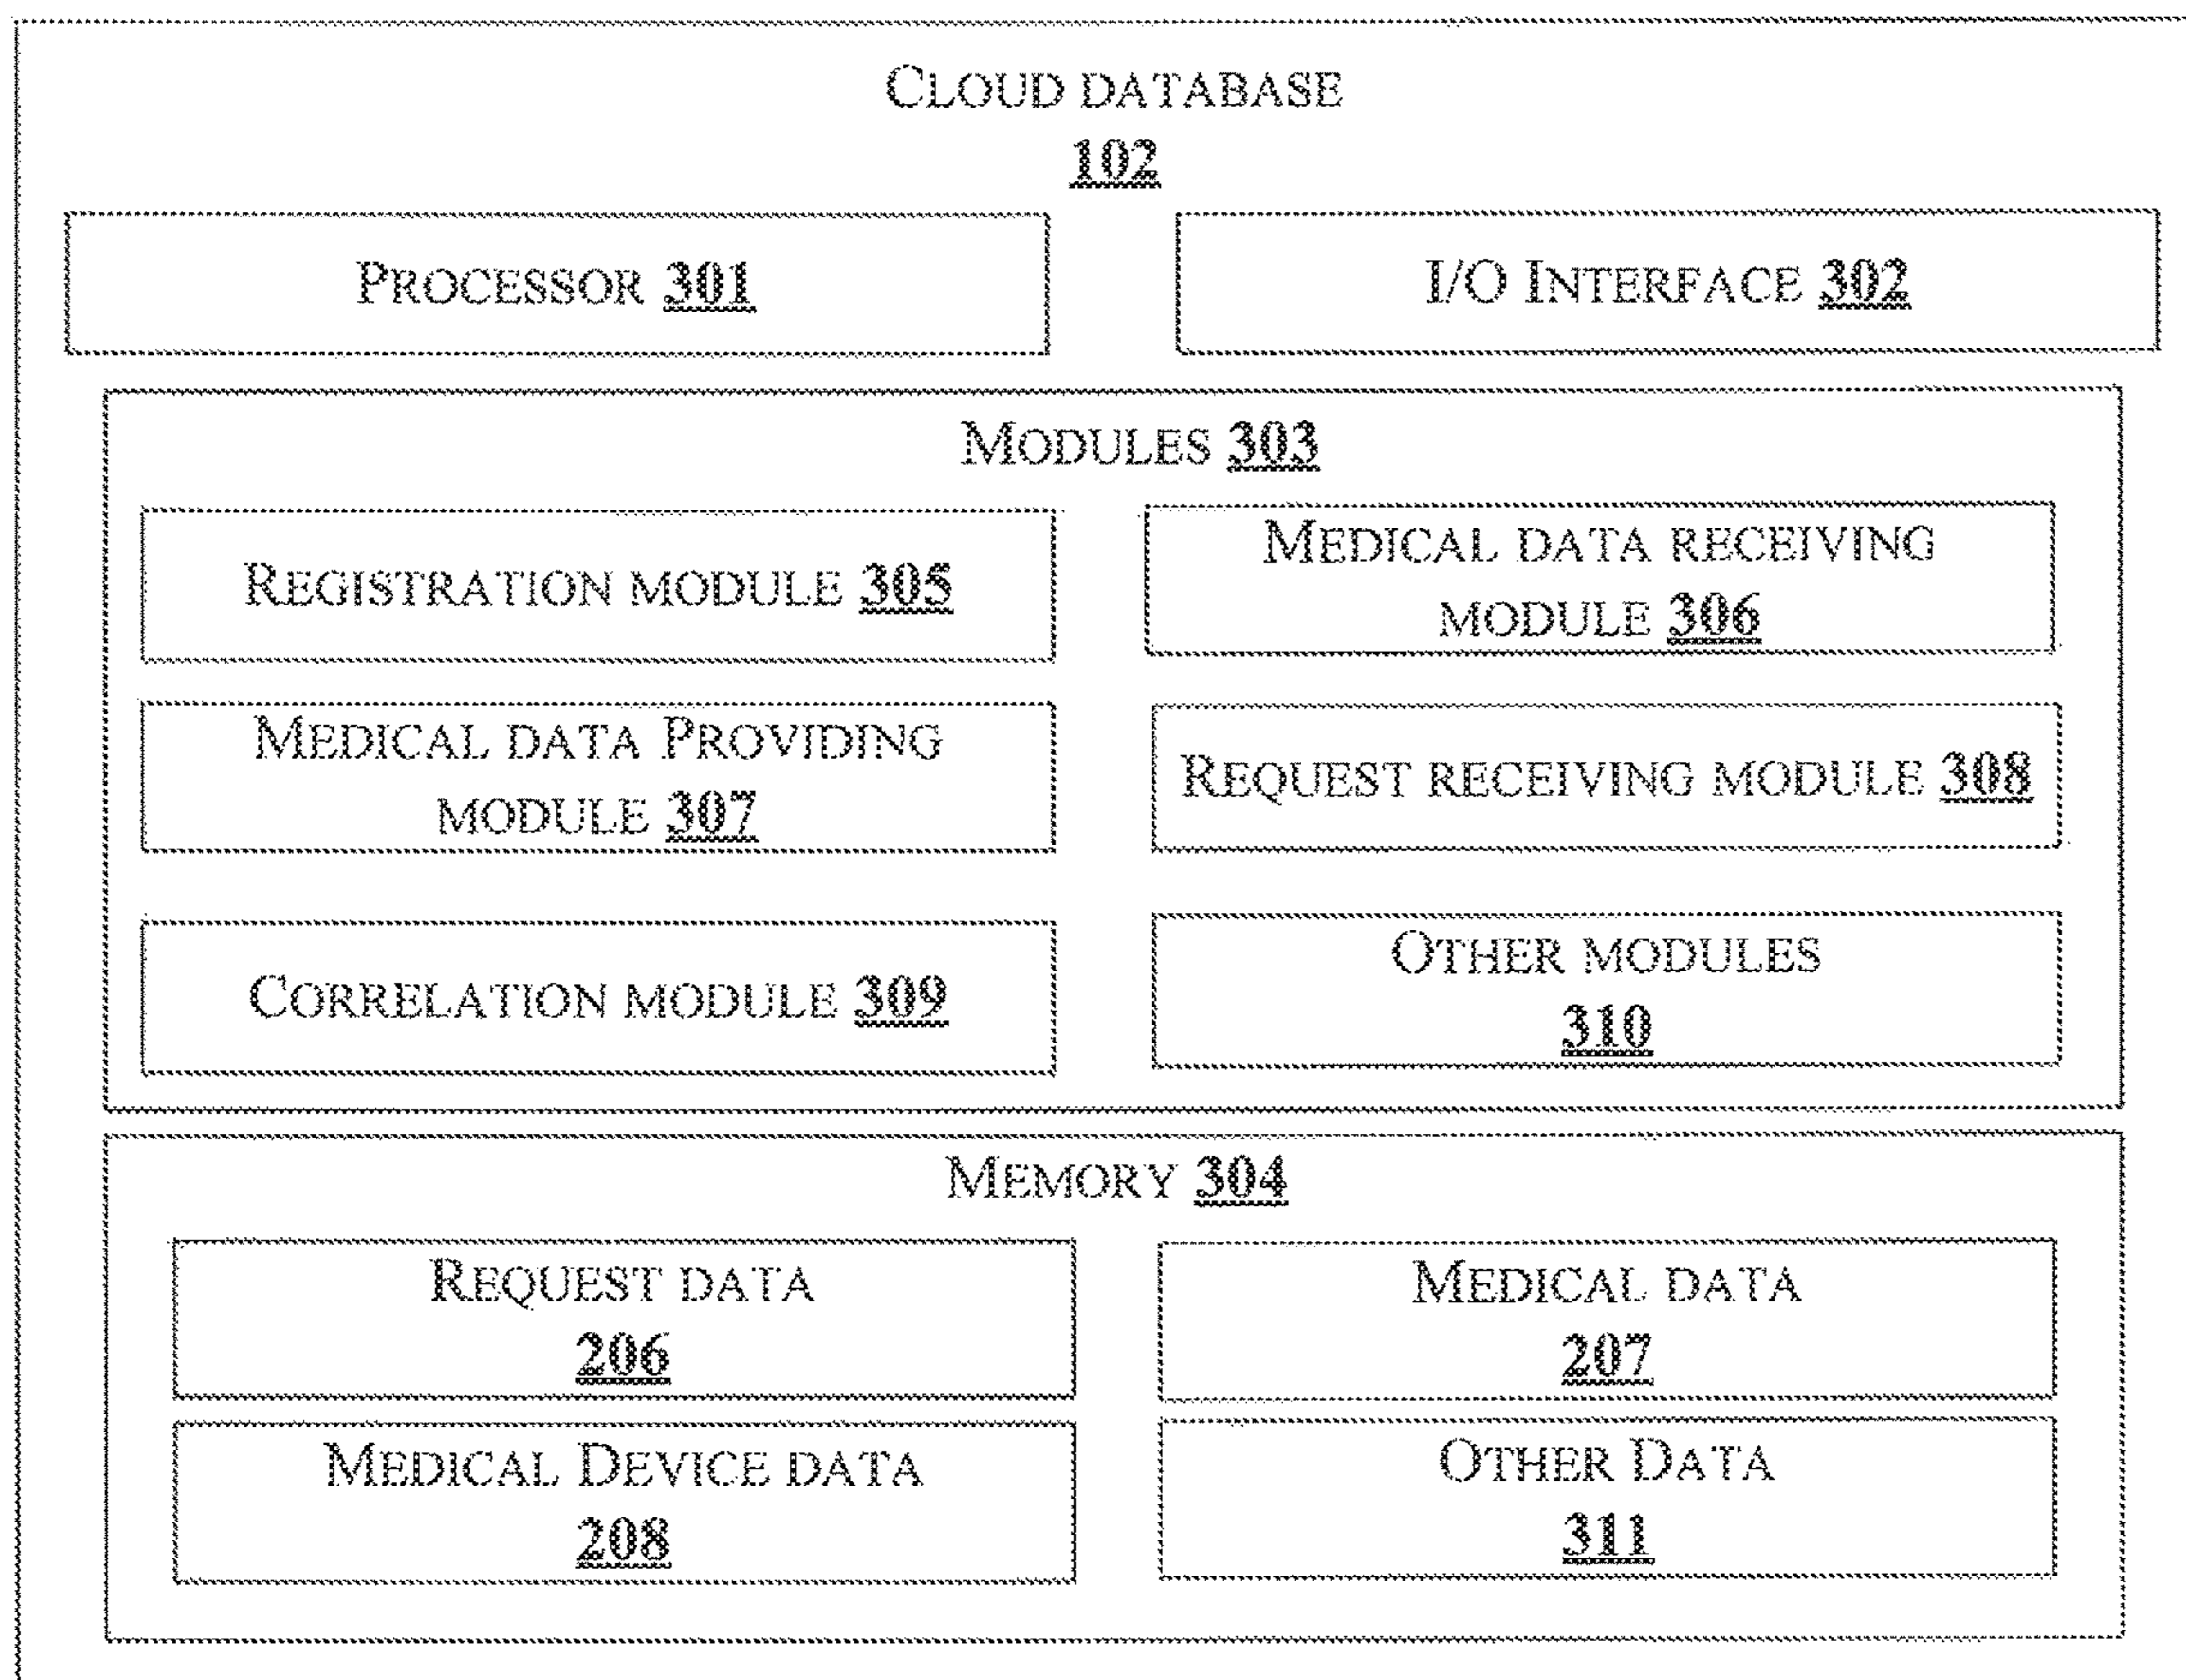 CLOUD DATABASE
102
PROCESSOR 301
I/O INTERFACE 302
MODULES 303
REGISTRATION MODULE 305
MEDICAL DATA RECEIVING
MODULE 306
MEDICAL DATA PROVIDING
MODULE 307
REQUEST RECEIVING MODULE 308
CORRELATION MODULE 309
OTHER MODULES
310
MEMORY 304
REQUEST DATA
206
MEDICAL DATA
207
MEDICAL DEVICE DATA
208
OTHER DATA
311